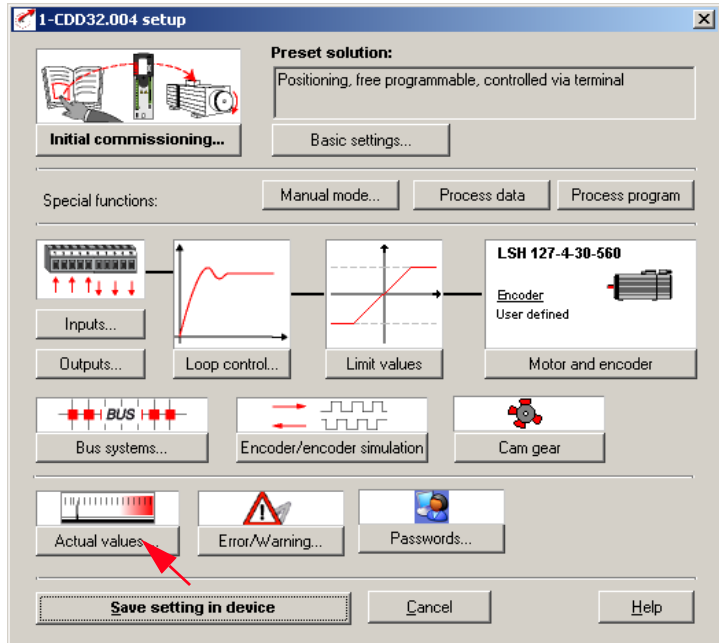 1-CDD32.004 setup
Preset solution:
Positioning, free programmable, controlled via terminal
Initial commissioning...
Basic settings...
Special functions:
Manual mode...
Process data
Process program
LSH 127-4-30-560
Encoder
User defined
Inputs...
Outputs...
Loop control...
Limit values
Motor and encoder
BUS
Bus systems...
Encoder/encoder simulation
Cam gear
Actual values...
Error/Warning...
Passwords...
Save setting in device
Cancel
Help